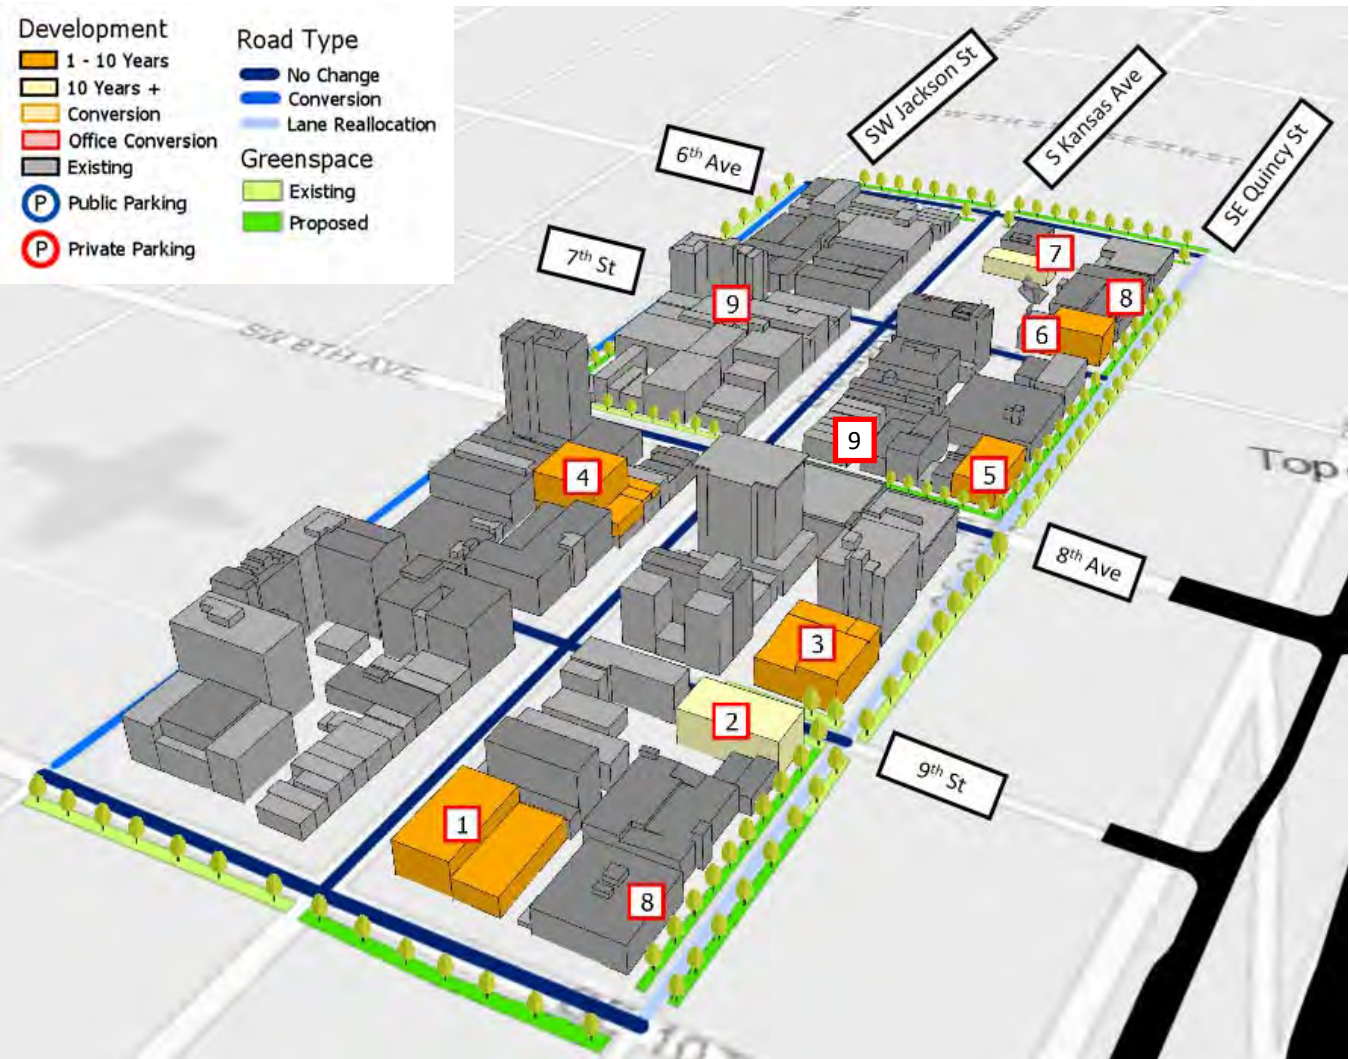 Development
1 - 10 Years
10 Years +
Conversion
Office Conversion
Existing
P Public Parking
P Private Parking
Road Type
No Change
Conversion
Lane Reallocation
Greenspace
Existing
Proposed
SW Jackson St
S Kansas Ave
SE Quincy St
6th Ave
7th St
SW 8TH AVE
7
8
9
6
9
5
4
Top
8th Ave
3
2
9th St
1
8
10